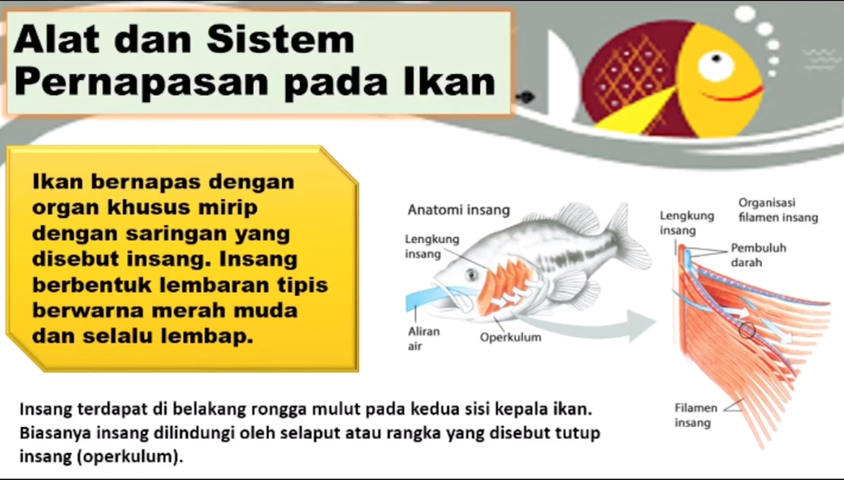 Alat dan Sistem
Pernapasan pada Ikan
Ikan bernapas dengan
organ khusus mirip
dengan saringan yang
disebut insang. Insang
berbentuk lembaran tipis
berwarna merah muda
dan selalu lembap.
Anatomi insang
Lengkung
insang
Aliran
air
Operkulum
Lengkung
insang
Organisasi
filamen insang
Pembuluh
darah
Filamen
insang
Insang terdapat di belakang rongga mulut pada kedua sisi kepala ikan.
Biasanya insang dilindungi oleh selaput atau rangka yang disebut tutup
insang (operkulum).